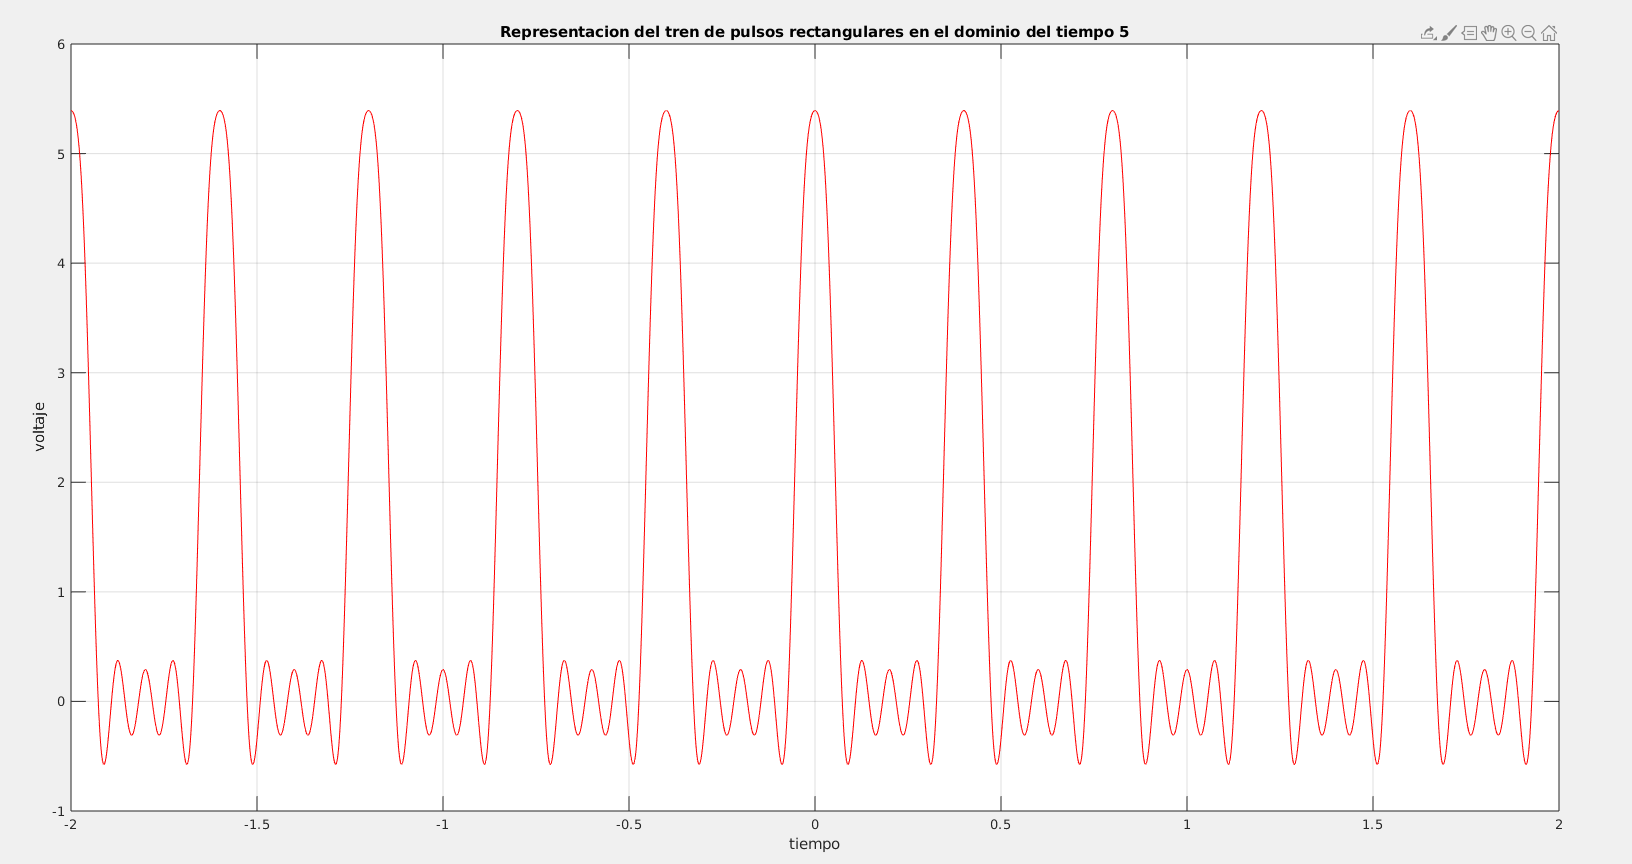 Representacion del tren de pulsos rectangulares en el dominio del tiempo 5
6
5
4
3
2
1
0
-1
voltaje
-2 -1.5 -1 -0.5 0 0.5 1 1.5 2
tiempo